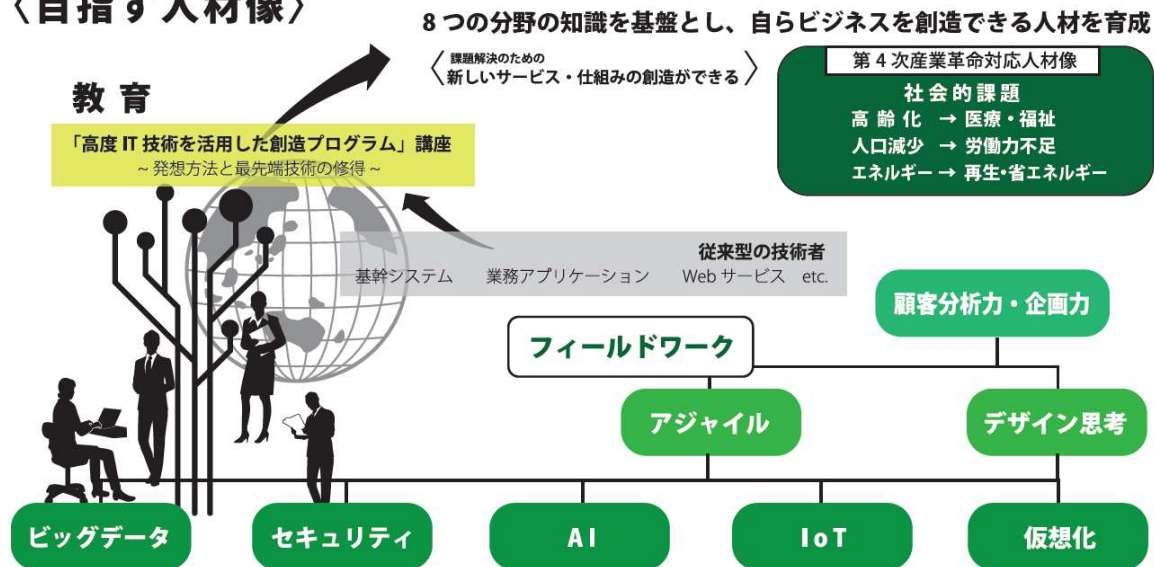 〈目指す人材像〉
8つの分野の知識を基盤とし、自らビジネスを創造できる人材を育成
課題解決のための
〈新しいサービス・仕組みの創造ができる〉
第4次産業革命対応人材像
社会的課題
高齢化 → 医療・福祉
人口減少 → 労働力不足
エネルギー → 再生・省エネルギー
教育
「高度IT技術を活用した創造プログラム」講座
~発想方法と最先端技術の修得~
従来型の技術者
基幹システム 業務アプリケーション Webサービス etc.
顧客分析力・企画力
フィールドワーク
アジャイル
デザイン思考
ビッグデータ
セキュリティ
AI
IoT
仮想化